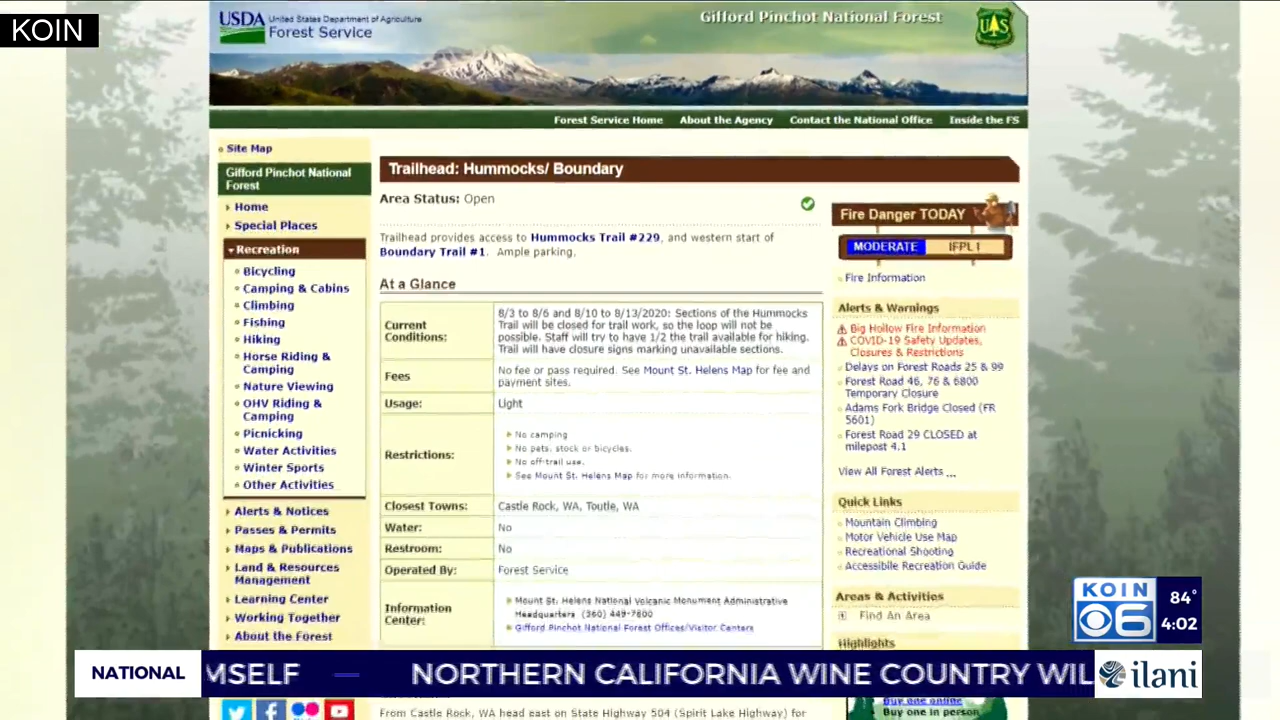 KOIN
USDA
United States Department of Agriculture
Forest Service
Gifford Pinchot National Forest
UAS
Forest Service Home
About the Agency
Contact the National Office
Inside the FS
Site Map
Gifford Pinchot National
Forest
Home
Special Places
Recreation
Bicycling
Camping & Cabins
Climbing
Fishing
Hiking
Horse Riding &
Camping
Nature Viewing
OHV Riding &
Camping
Picnicking
Water Activities
Winter Sports
Other Activities
Alerts & Notices
Passes & Permits
Maps & Publications
Land & Resources
Management
Learning Center
Working Together
About the Forest
Trailhead: Hummocks/ Boundary
Area Status: Open
Trailhead provides access to Hummocks Trail #229, and western start of
Boundary Trail #1. Ample parking.
At a Glance
Current
Conditions:
8/3 to 8/6 and 8/10 to 8/13/2020: Sections of the Hummocks
Trail will be closed for trail work, so the loop will not be
possible. Staff will try to have 1/2 the trail available for hiking.
Trail will have closure signs marking unavailable sections.
Fees
No fee or pass required. See Mount St. Helens Map for fee and
payment sites.
Usage:
Light
Restrictions:
No camping
No pets, stock or bicycles.
No off-trail use.
See Mount St. Helens Map for more information.
Closest Towns:
Castle Rock, WA, Toutle, WA
Water:
No
Restroom:
No
Operated By:
Forest Service
Information
Center:
Mount St. Helens National Volcanic Monument Administrative
Headquarters (360) 449-7800
Gifford Pinchot National Forest Offices/Visitor Centers
From Castle Rock, WA head east on State Highway 504 (Spirit Lake Highway) for
Fire Danger TODAY
MODERATE
IFPL 1
Fire Information
Alerts & Warnings
Big Hollow Fire Information
COVID-19 Safety Updates,
Closures & Restrictions
Delays on Forest Roads 25 & 99
Forest Road 46, 76 & 6800
Temporary Closure
Adams Fork Bridge Closed (FR
5601)
Forest Road 29 CLOSED at
milepost 4.1
View All Forest Alerts ...
Quick Links
Mountain Climbing
Motor Vehicle Use Map
Recreational Shooting
Accessibile Recreation Guide
Areas & Activities
Find An Area
Highlights
Buy one online
Buy one in person
KOIN
6
84°
4:02
NATIONAL
MSELF — NORTHERN CALIFORNIA WINE COUNTRY WIL
ilani